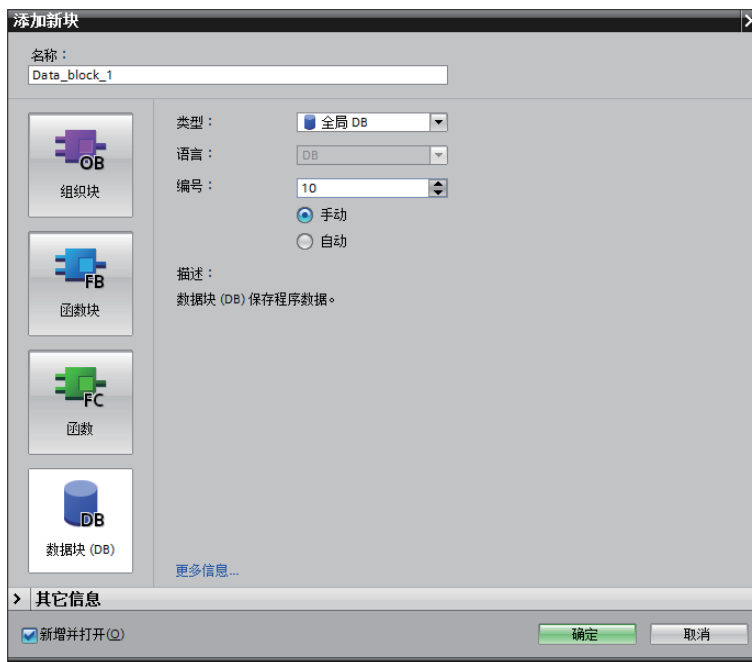 添加新块
名称：
Data_block_1
OB
组织块
FB
函数块
FC
函数
DB
数据块 (DB)
类型： 全局 DB
语言： DB
编号： 10
手动
自动
描述：
数据块 (DB) 保存程序数据。
更多信息...
其它信息
新增并打开(O)
确定 取消